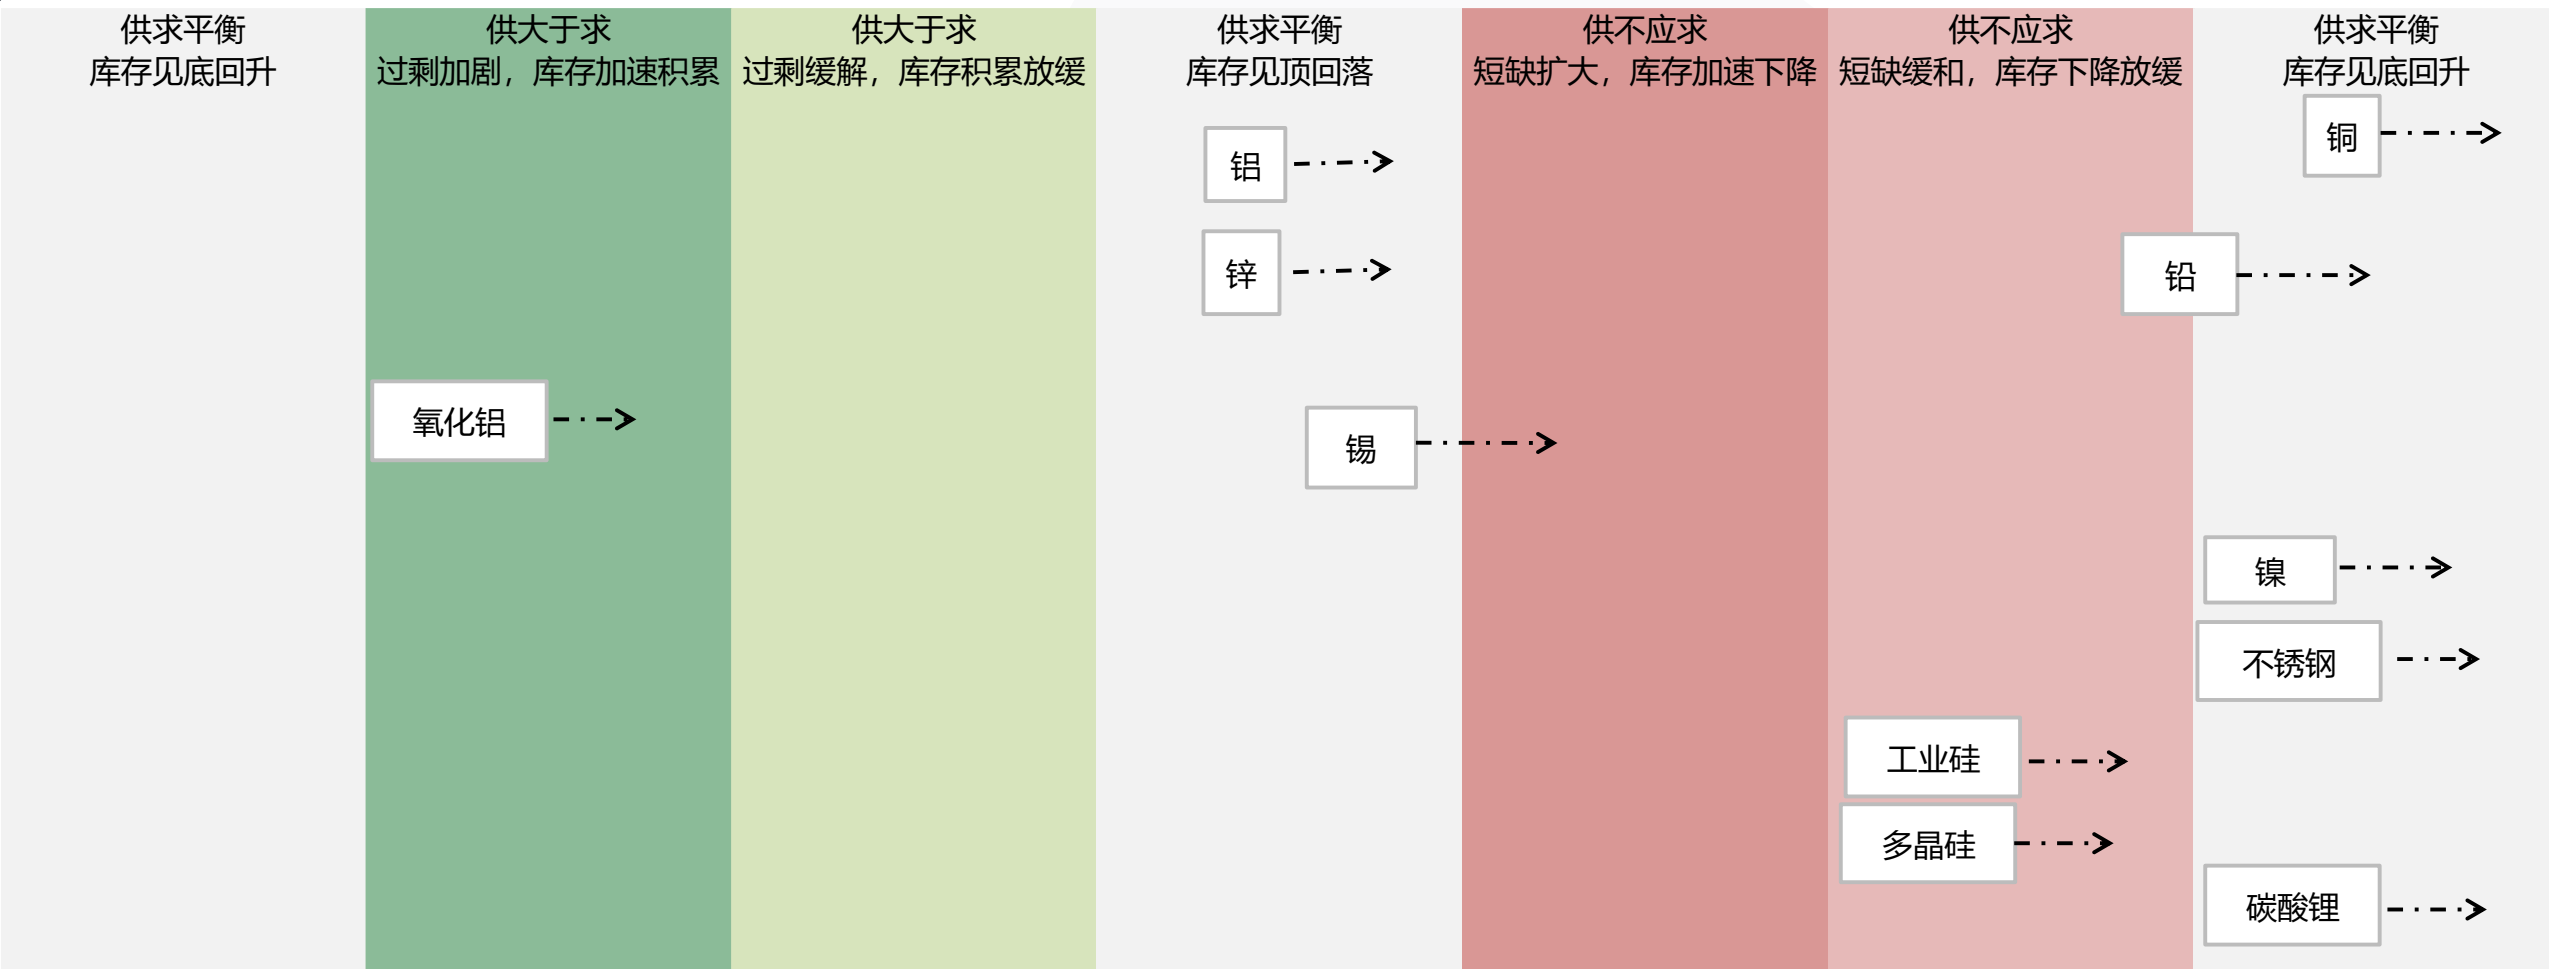 供求平衡
库存见底回升
供大于求
过剩加剧，库存加速积累
供大于求
过剩缓解，库存积累放缓
供求平衡
库存见顶回落
供不应求
短缺扩大，库存加速下降
供不应求
短缺缓和，库存下降放缓
供求平衡
库存见底回升
铜
铝
锌
铅
氧化铝
锡
镍
不锈钢
工业硅
多晶硅
碳酸锂